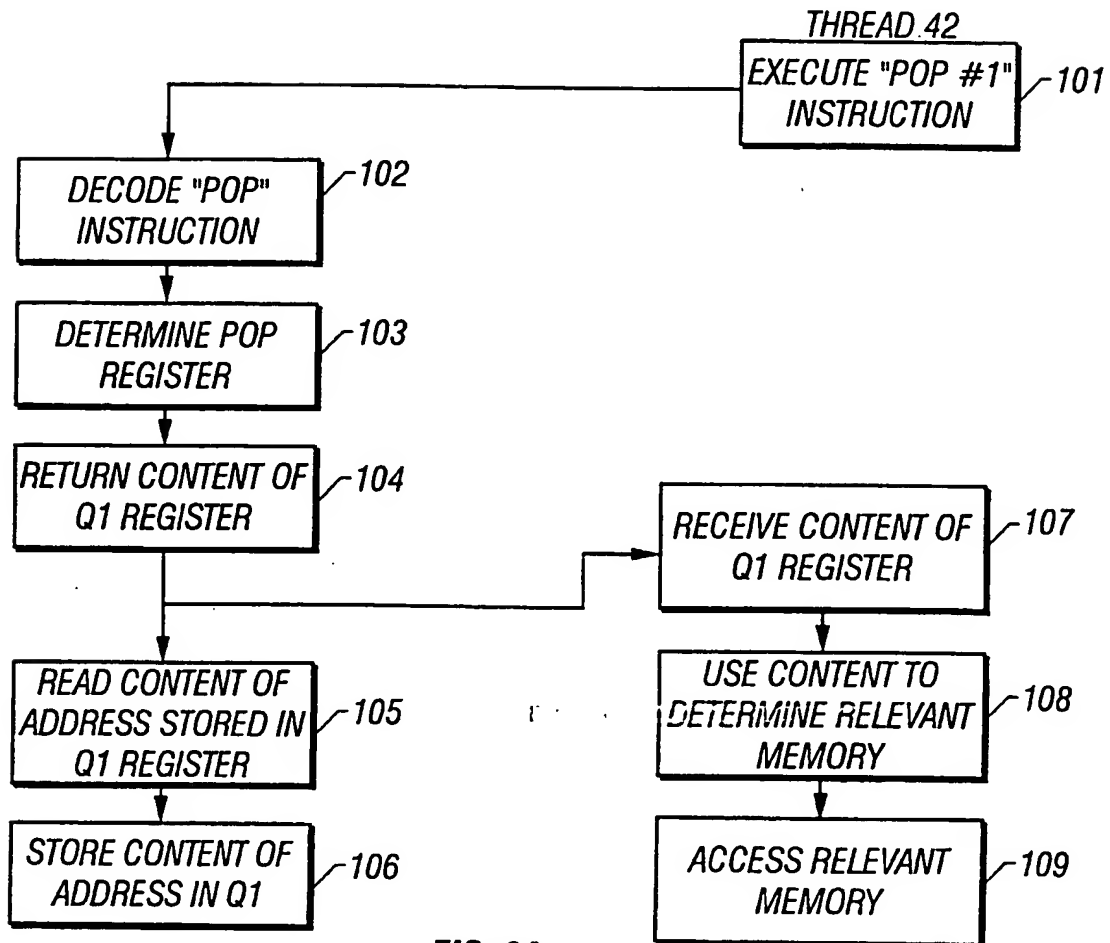 THREAD 42
EXECUTE "POP #1"
INSTRUCTION
101
DECODE "POP"
INSTRUCTION
102
DETERMINE POP
REGISTER
103
RETURN CONTENT OF
Q1 REGISTER
104
RECEIVE CONTENT OF
Q1 REGISTER
107
READ CONTENT OF
ADDRESS STORED IN
Q1 REGISTER
105
USE CONTENT TO
DETERMINE RELEVANT
MEMORY
108
STORE CONTENT OF
ADDRESS IN Q1
106
ACCESS RELEVANT
MEMORY
109